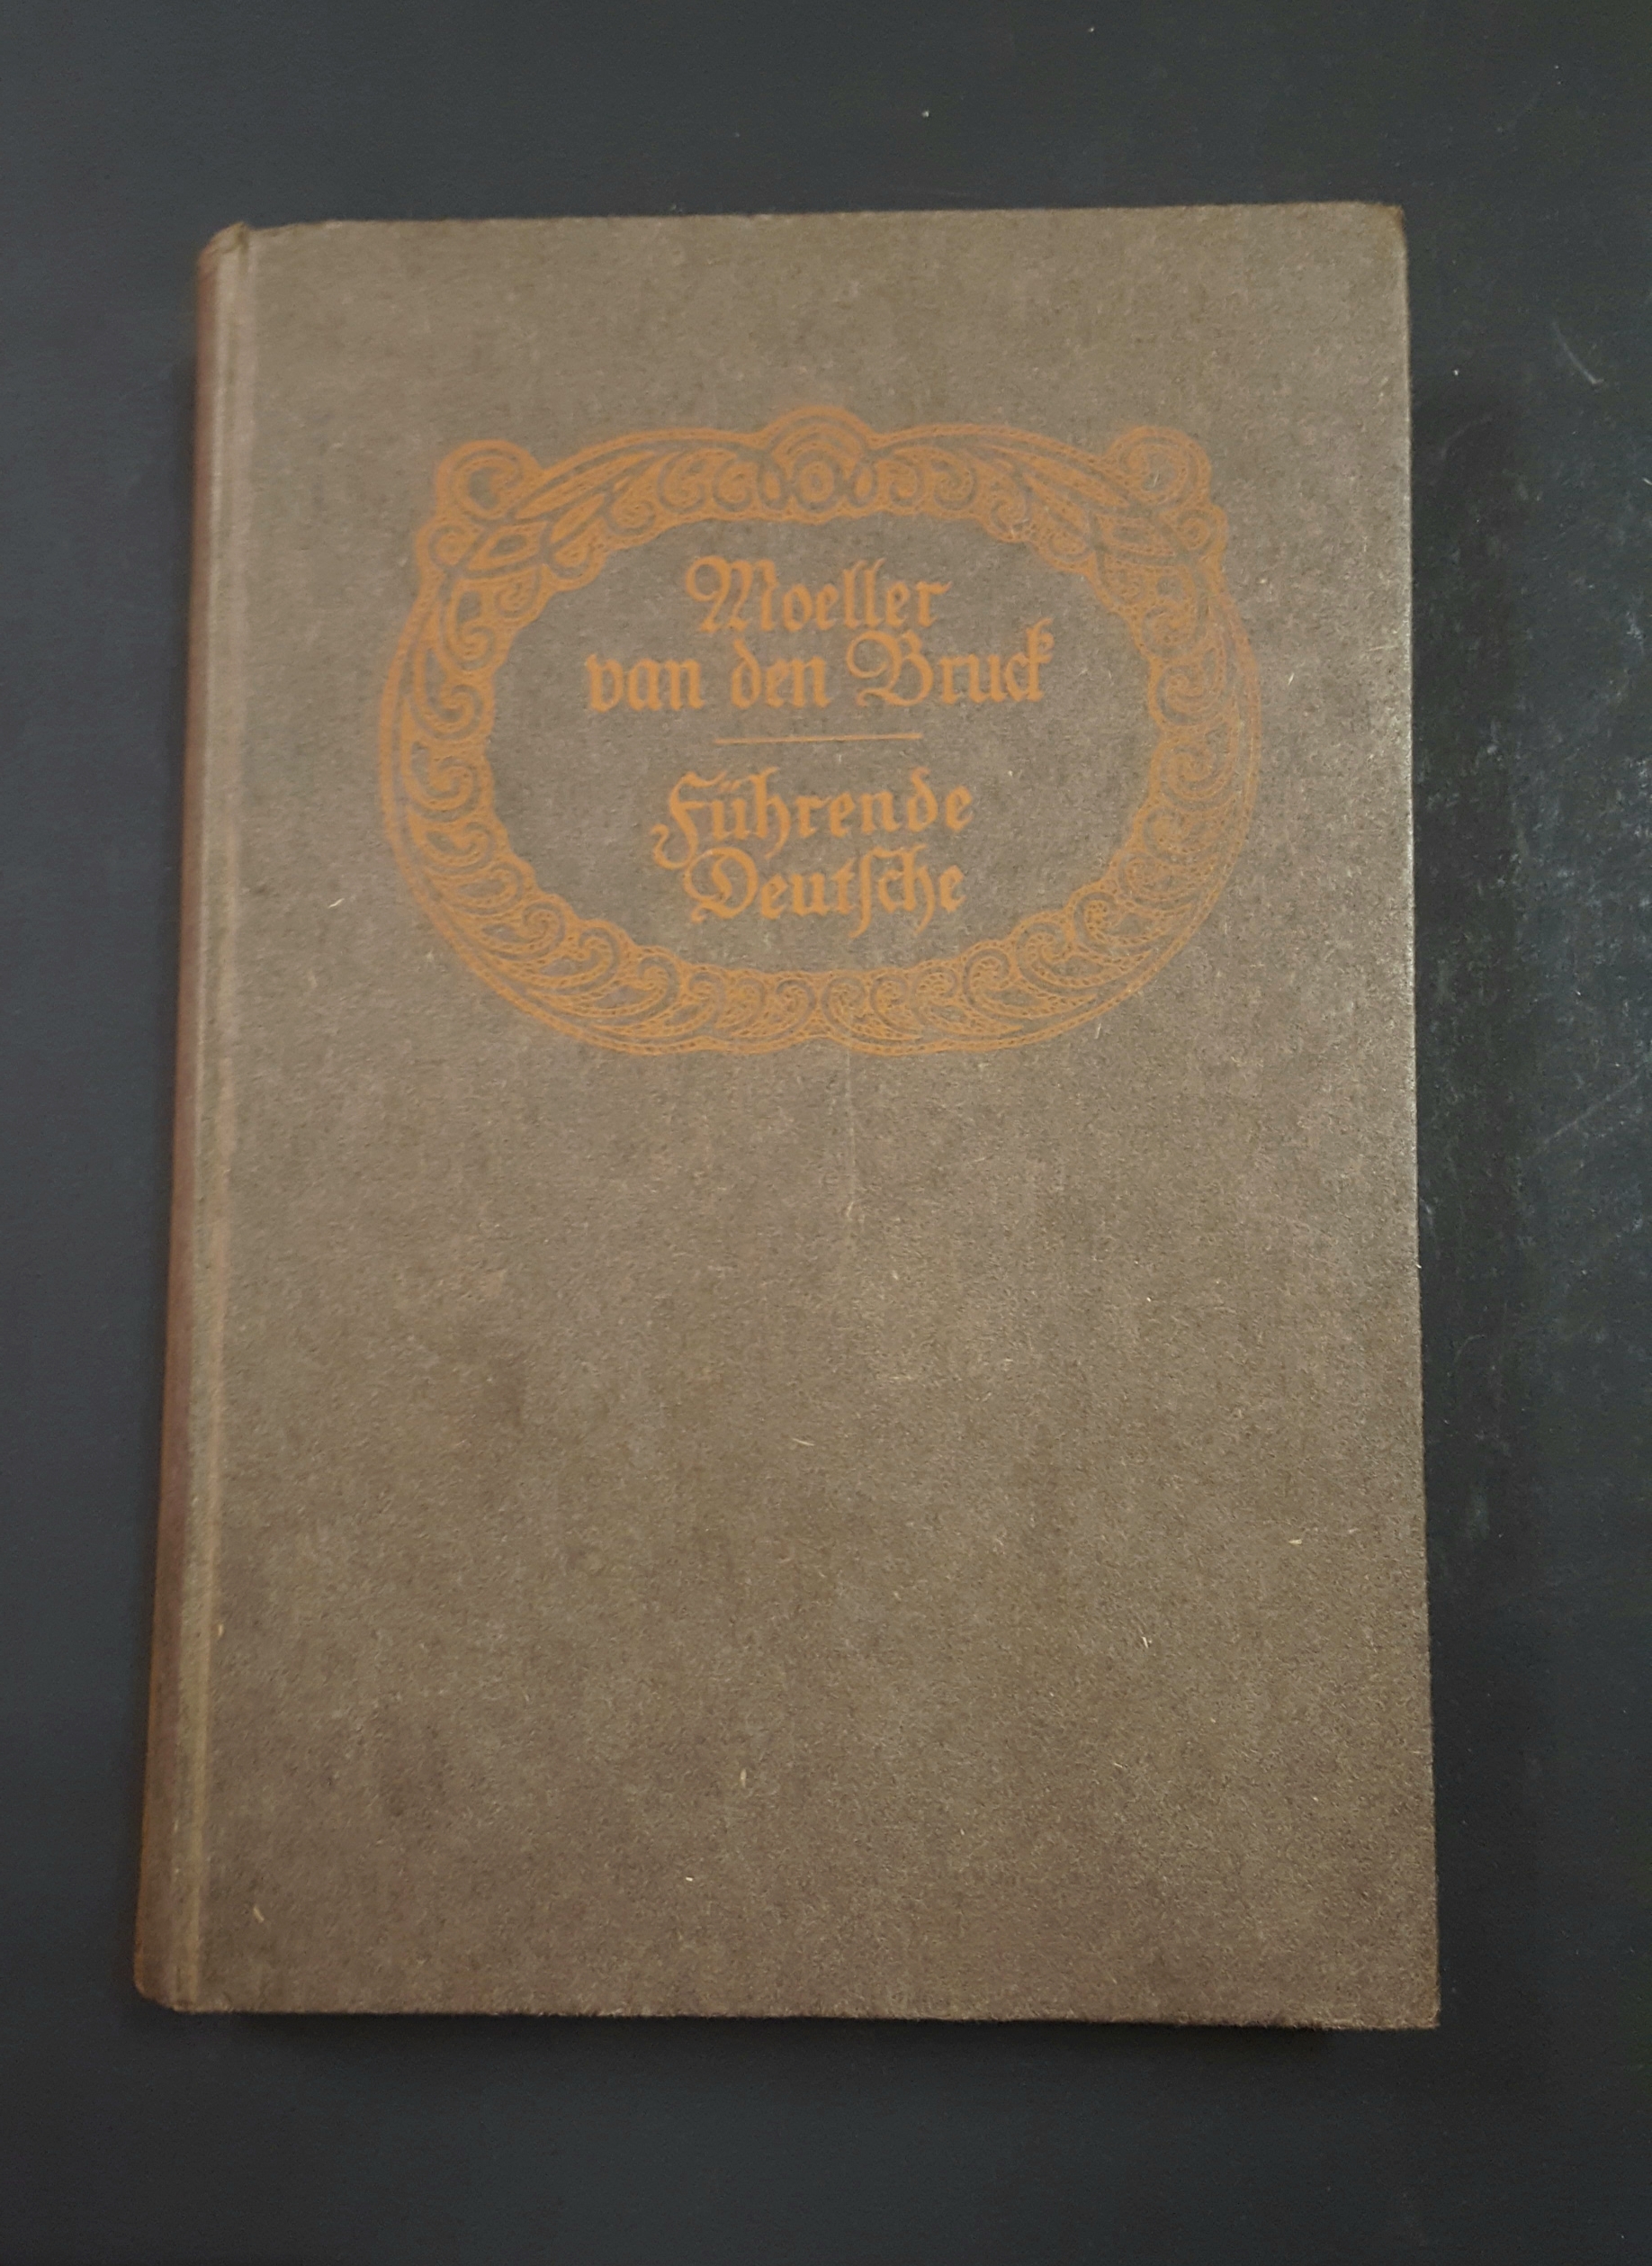 Moeller
van den Bruck
Führende
Deutsche